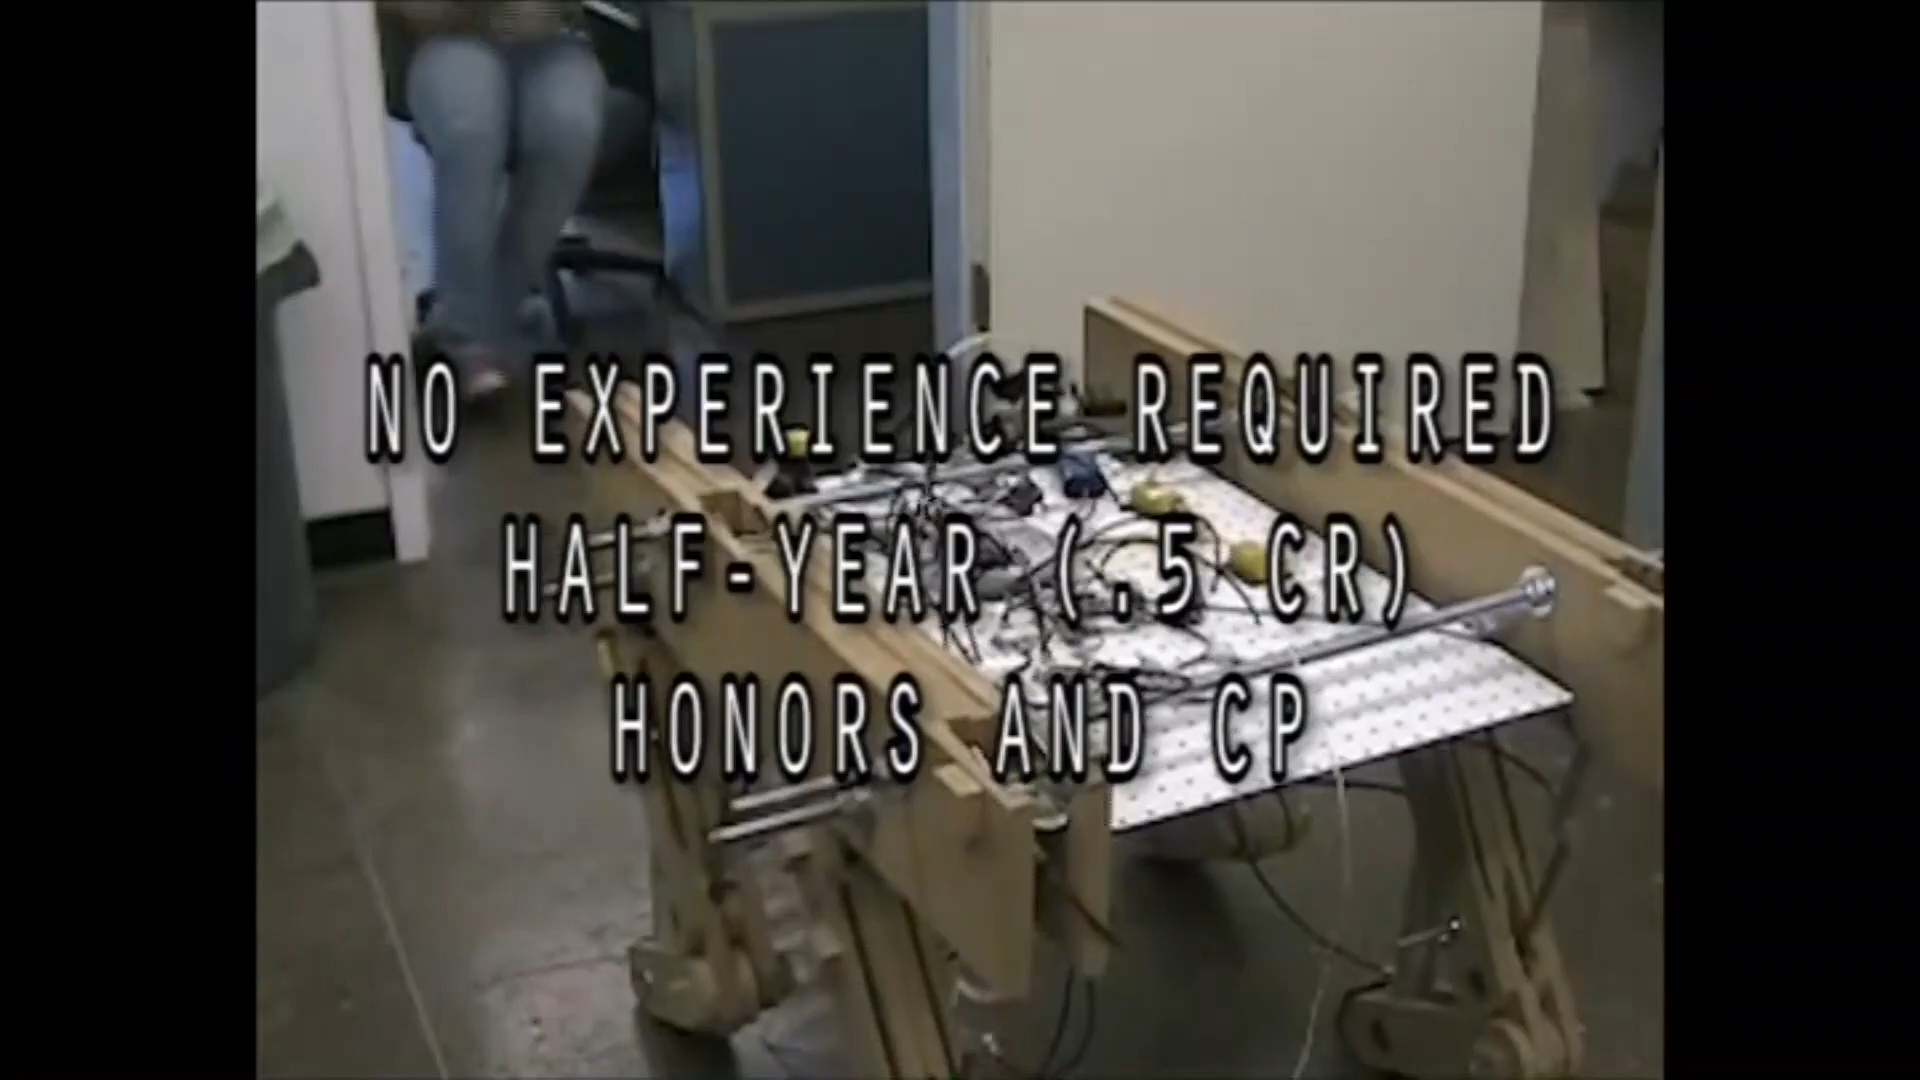 NO EXPERIENCE REQUIRED
HALF-YEAR (.5 CR)
HONORS AND CP